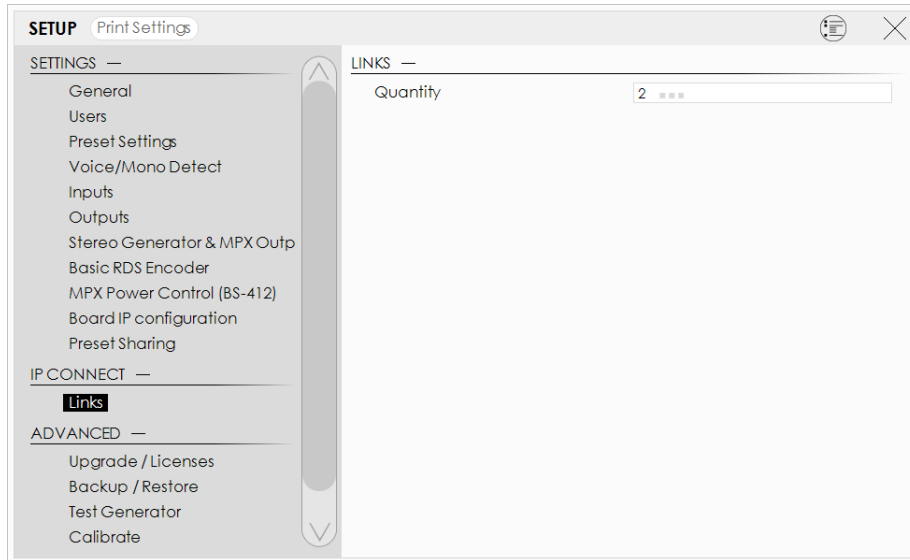 SETUP Print Settings
SETTINGS —
General
Users
Preset Settings
Voice/Mono Detect
Inputs
Outputs
Stereo Generator & MPX Outp
Basic RDS Encoder
MPX Power Control (BS-412)
Board IP configuration
Preset Sharing
IP CONNECT —
Links
ADVANCED —
Upgrade / Licenses
Backup / Restore
Test Generator
Calibrate
LINKS —
Quantity 2